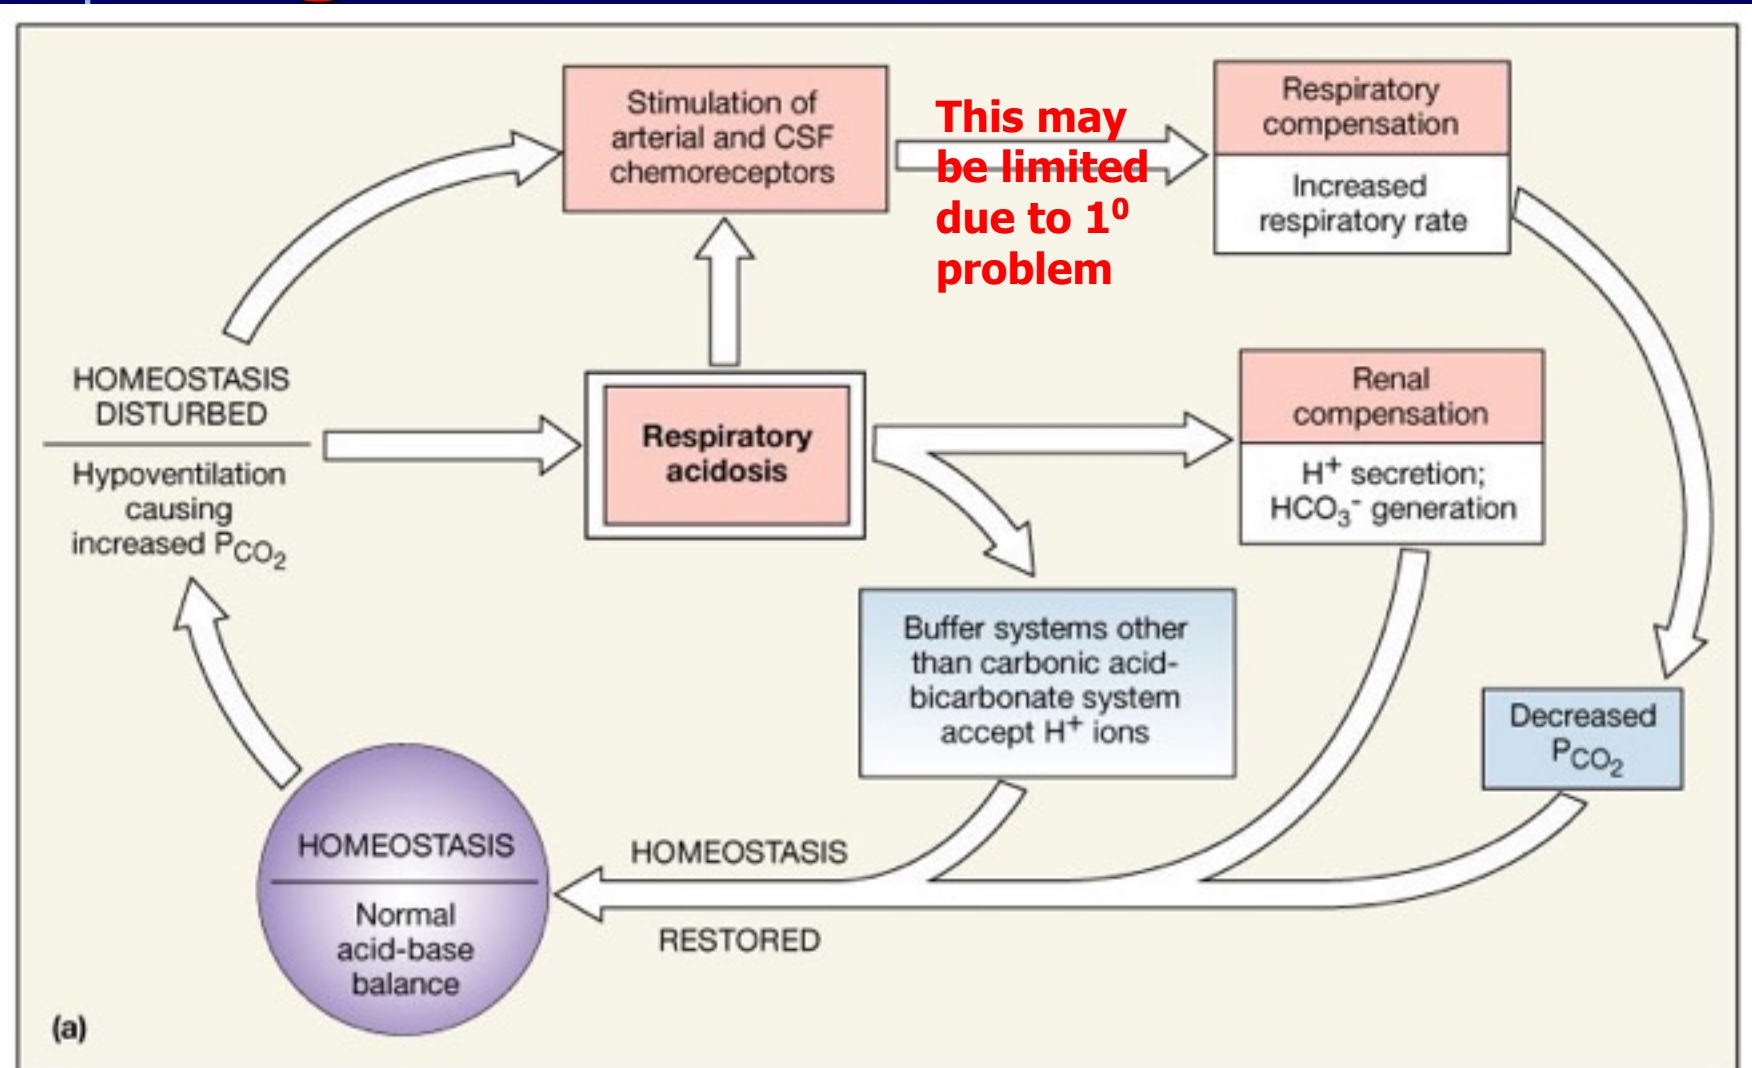 Stimulation of
arterial and CSF
chemoreceptors
This may
be limited
due to 1⁰
problem
Respiratory
compensation
Increased
respiratory rate
HOMEOSTASIS
DISTURBED
Hypoventilation
causing
increased PCO₂
Respiratory
acidosis
Renal
compensation
H⁺ secretion;
HCO₃⁻ generation
Buffer systems other
than carbonic acid-
bicarbonate system
accept H⁺ ions
Decreased
PCO₂
HOMEOSTASIS
Normal
acid-base
balance
HOMEOSTASIS
RESTORED
(a)